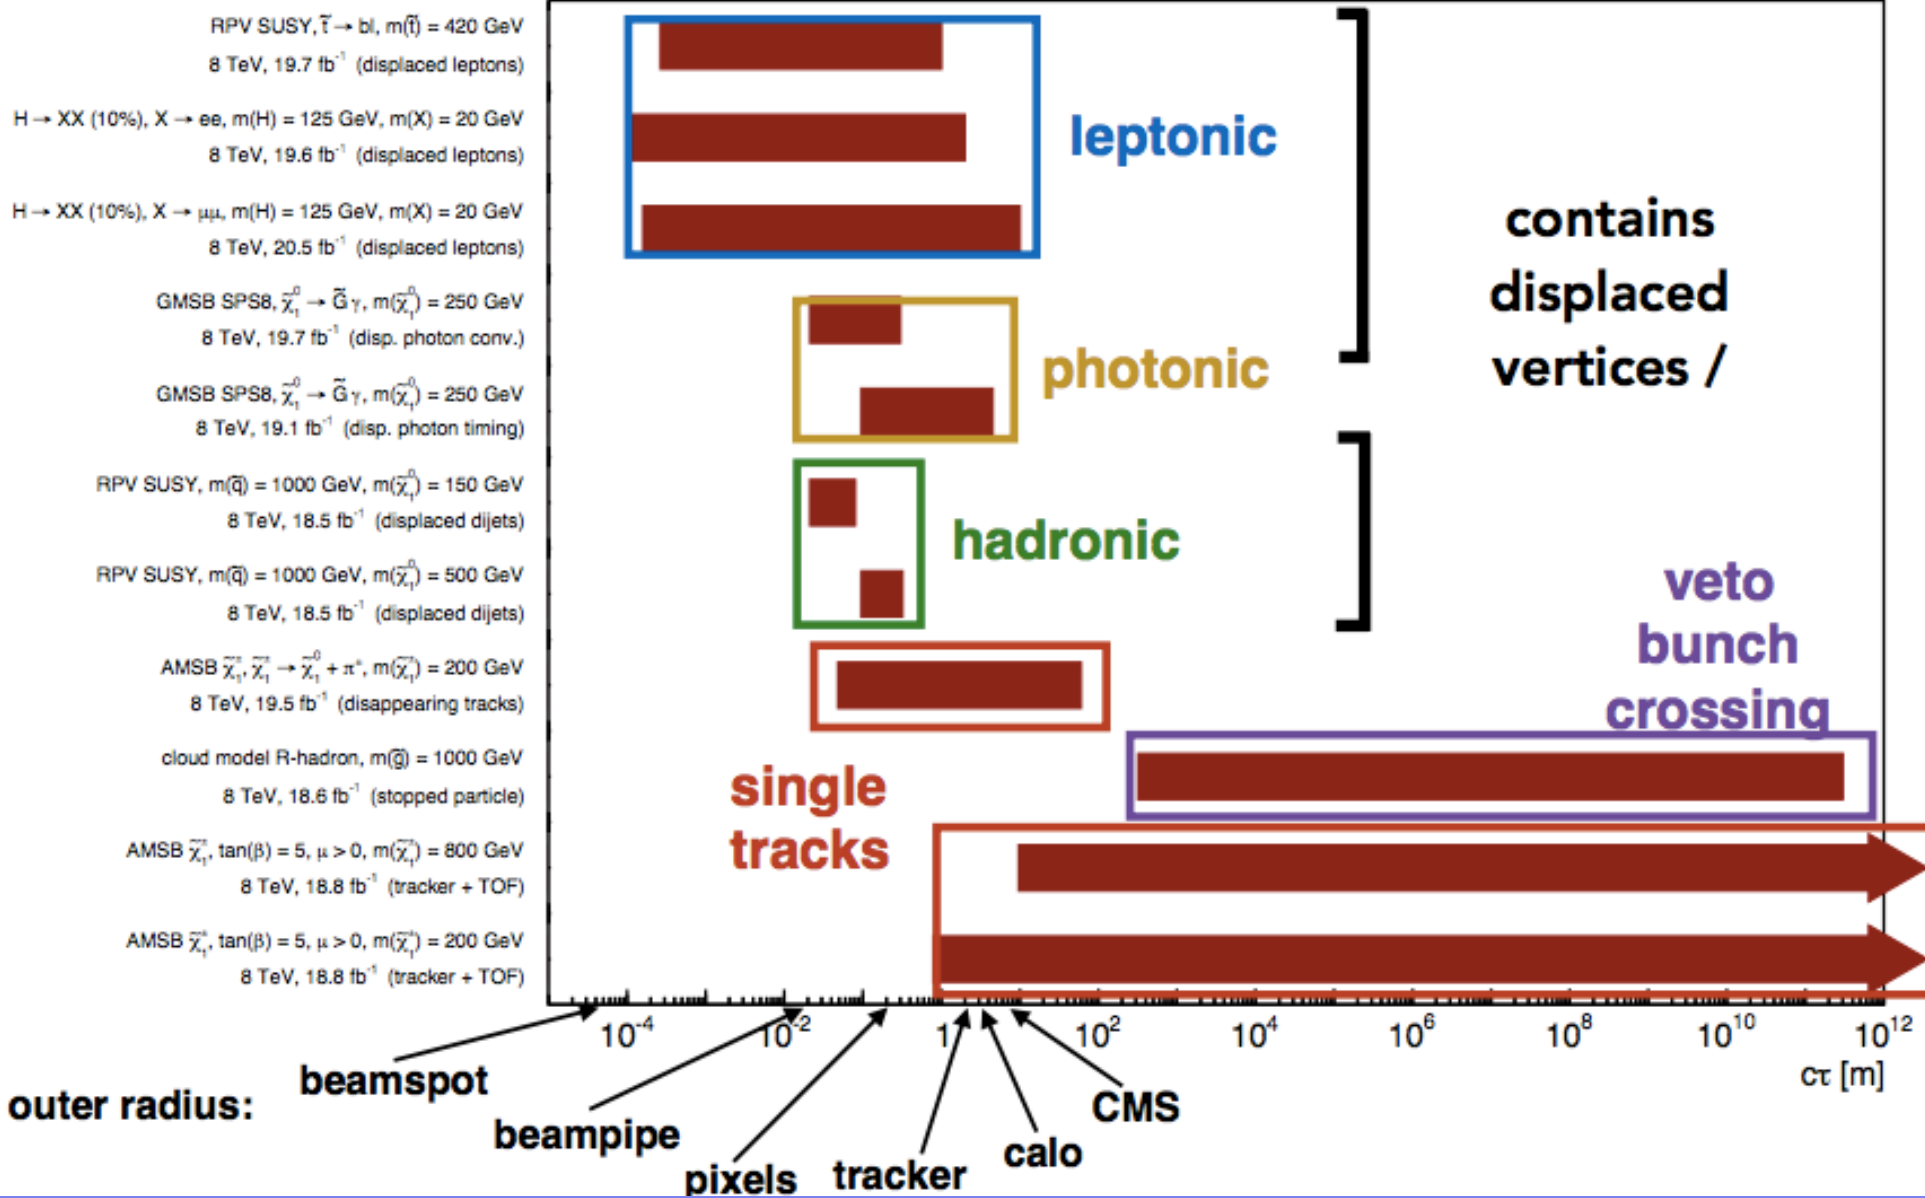 RPV SUSY, t̃ → bl, m(t̃) = 420 GeV
8 TeV, 19.7 fb⁻¹ (displaced leptons)
H → XX (10%), X → ee, m(H) = 125 GeV, m(X) = 20 GeV
8 TeV, 19.6 fb⁻¹ (displaced leptons)
H → XX (10%), X → μμ, m(H) = 125 GeV, m(X) = 20 GeV
8 TeV, 20.5 fb⁻¹ (displaced leptons)
GMSB SPS8, χ̃₁⁰ → G̃ γ, m(χ̃₁⁰) = 250 GeV
8 TeV, 19.7 fb⁻¹ (disp. photon conv.)
GMSB SPS8, χ̃₁⁰ → G̃ γ, m(χ̃₁⁰) = 250 GeV
8 TeV, 19.1 fb⁻¹ (disp. photon timing)
RPV SUSY, m(q̃) = 1000 GeV, m(χ̃₁⁰) = 150 GeV
8 TeV, 18.5 fb⁻¹ (displaced dijets)
RPV SUSY, m(q̃) = 1000 GeV, m(χ̃₁⁰) = 500 GeV
8 TeV, 18.5 fb⁻¹ (displaced dijets)
AMSB χ̃₁±, χ̃₁± → χ̃₁⁰ + π±, m(χ̃₁±) = 200 GeV
8 TeV, 19.5 fb⁻¹ (disappearing tracks)
cloud model R-hadron, m(g̃) = 1000 GeV
8 TeV, 18.6 fb⁻¹ (stopped particle)
AMSB χ̃₁±, tan(β) = 5, μ > 0, m(χ̃₁±) = 800 GeV
8 TeV, 18.8 fb⁻¹ (tracker + TOF)
AMSB χ̃₁±, tan(β) = 5, μ > 0, m(χ̃₁±) = 200 GeV
8 TeV, 18.8 fb⁻¹ (tracker + TOF)
leptonic
photonic
hadronic
single
tracks
contains
displaced
vertices /
veto
bunch
crossing
10⁻⁴ 10⁻² 1 10² 10⁴ 10⁶ 10⁸ 10¹⁰ 10¹²
cτ [m]
outer radius:
beamspot
beampipe
pixels
tracker
calo
CMS